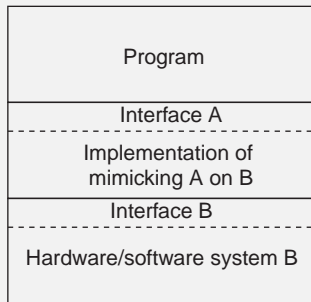 Program
Interface A
Implementation of
mimicking A on B
Interface B
Hardware/software system B